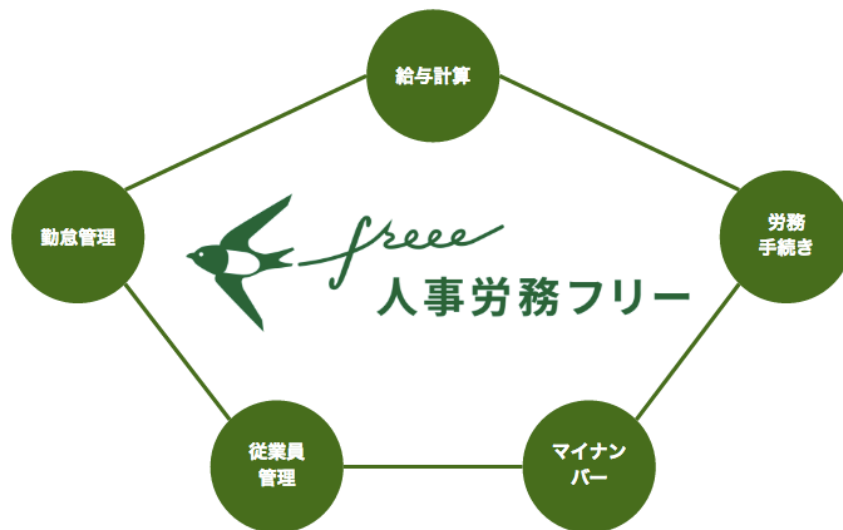 給与計算
勤怠管理
労務
手続き
freee
人事労務フリー
従業員
管理
マイナン
バー